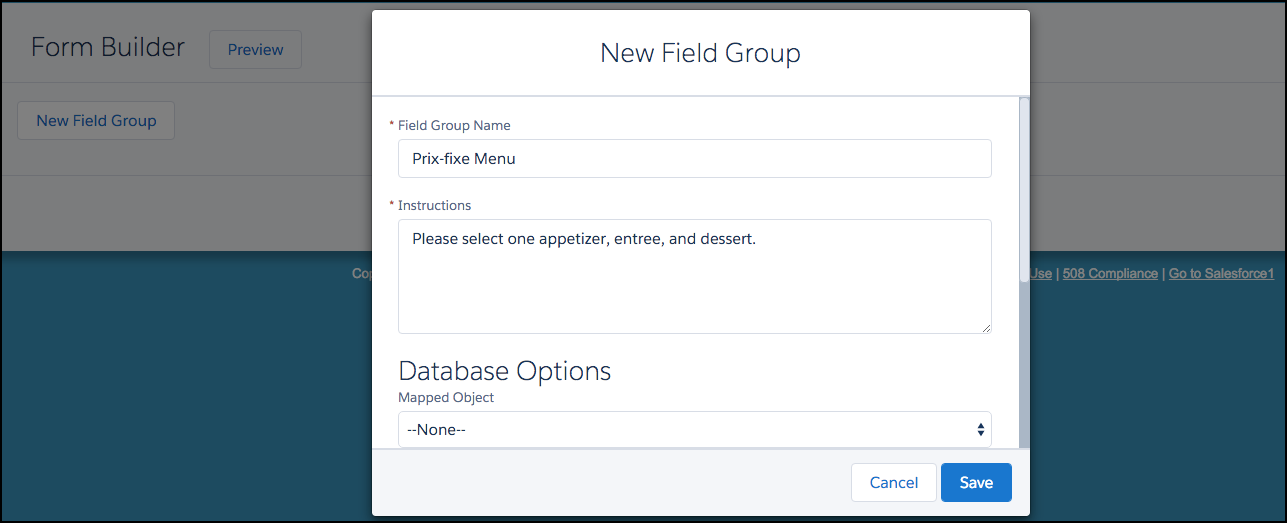 Form Builder
Preview
New Field Group
New Field Group
* Field Group Name
Prix-fixe Menu
* Instructions
Please select one appetizer, entree, and dessert.
Use | 508 Compliance | Go to Salesforce1
Database Options
Mapped Object
--None--
Cancel
Save